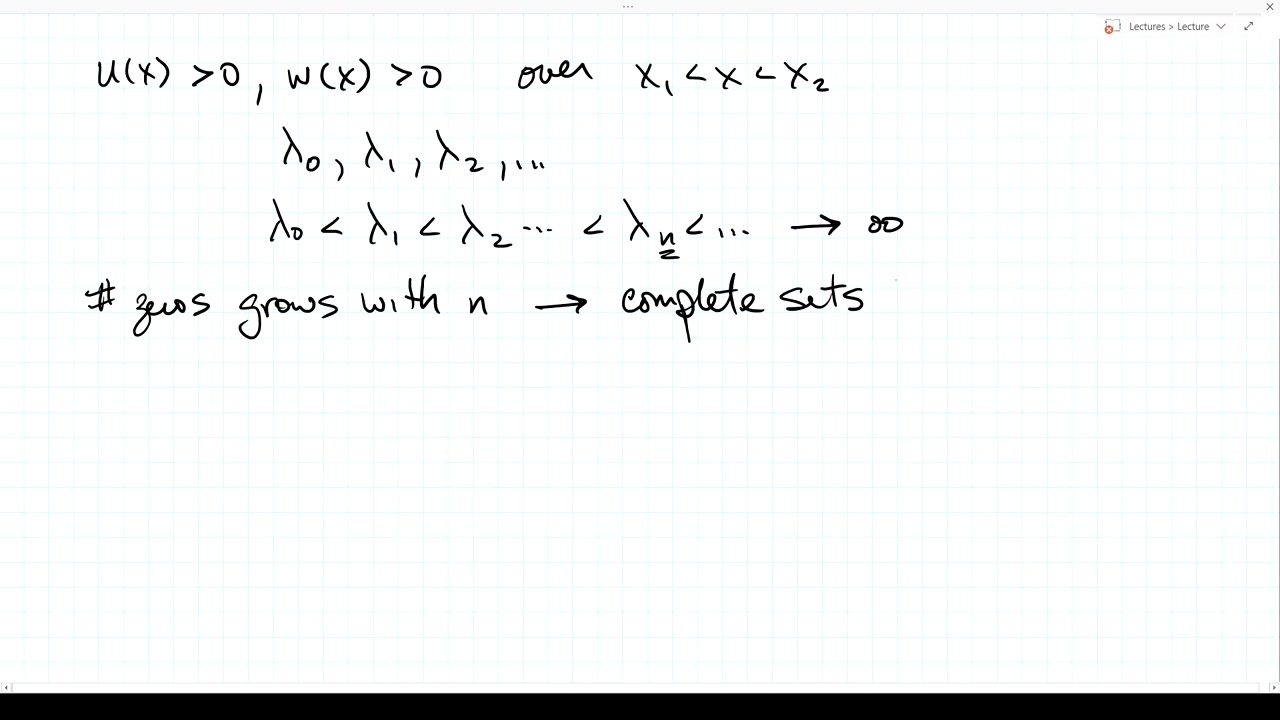 Lectures > Lecture
u(x) > 0, w(x) > 0 over x₁ < x < x₂
λ₀, λ₁, λ₂, ...
λ₀ < λ₁ < λ₂ ... < λₙ < ... → ∞
# zeros grows with n → complete sets